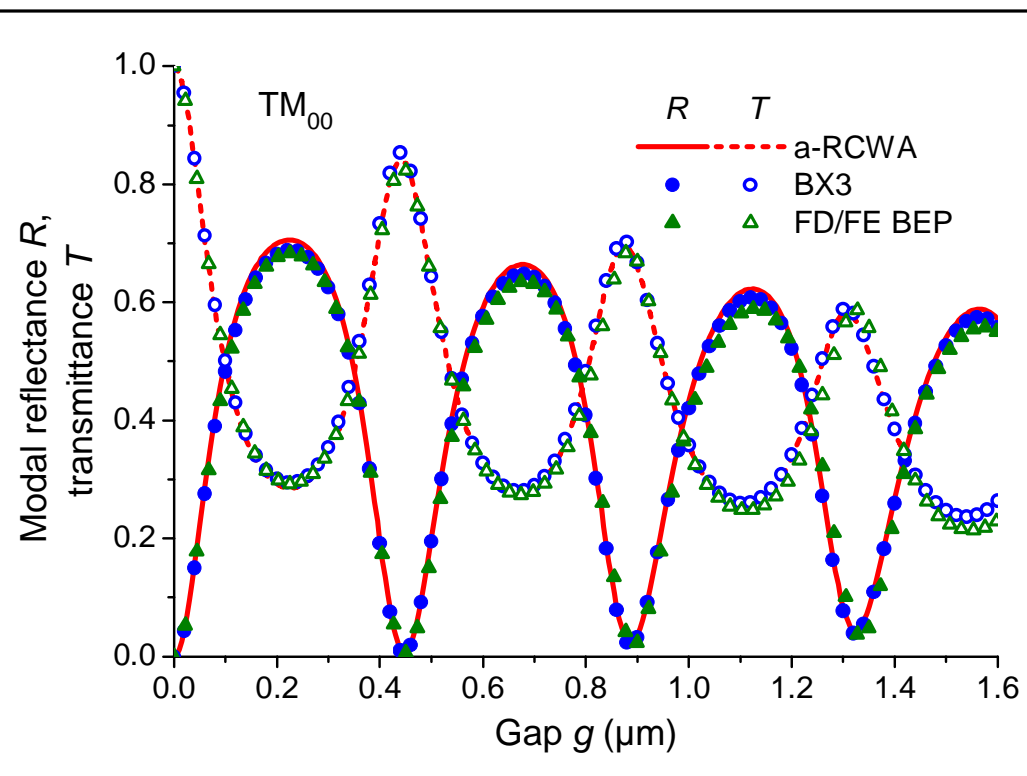 Modal reflectance R,
transmittance T
1.0
0.8
0.6
0.4
0.2
0.0
TM00
R T
a-RCWA
BX3
FD/FE BEP
0.0 0.2 0.4 0.6 0.8 1.0 1.2 1.4 1.6
Gap g (μm)